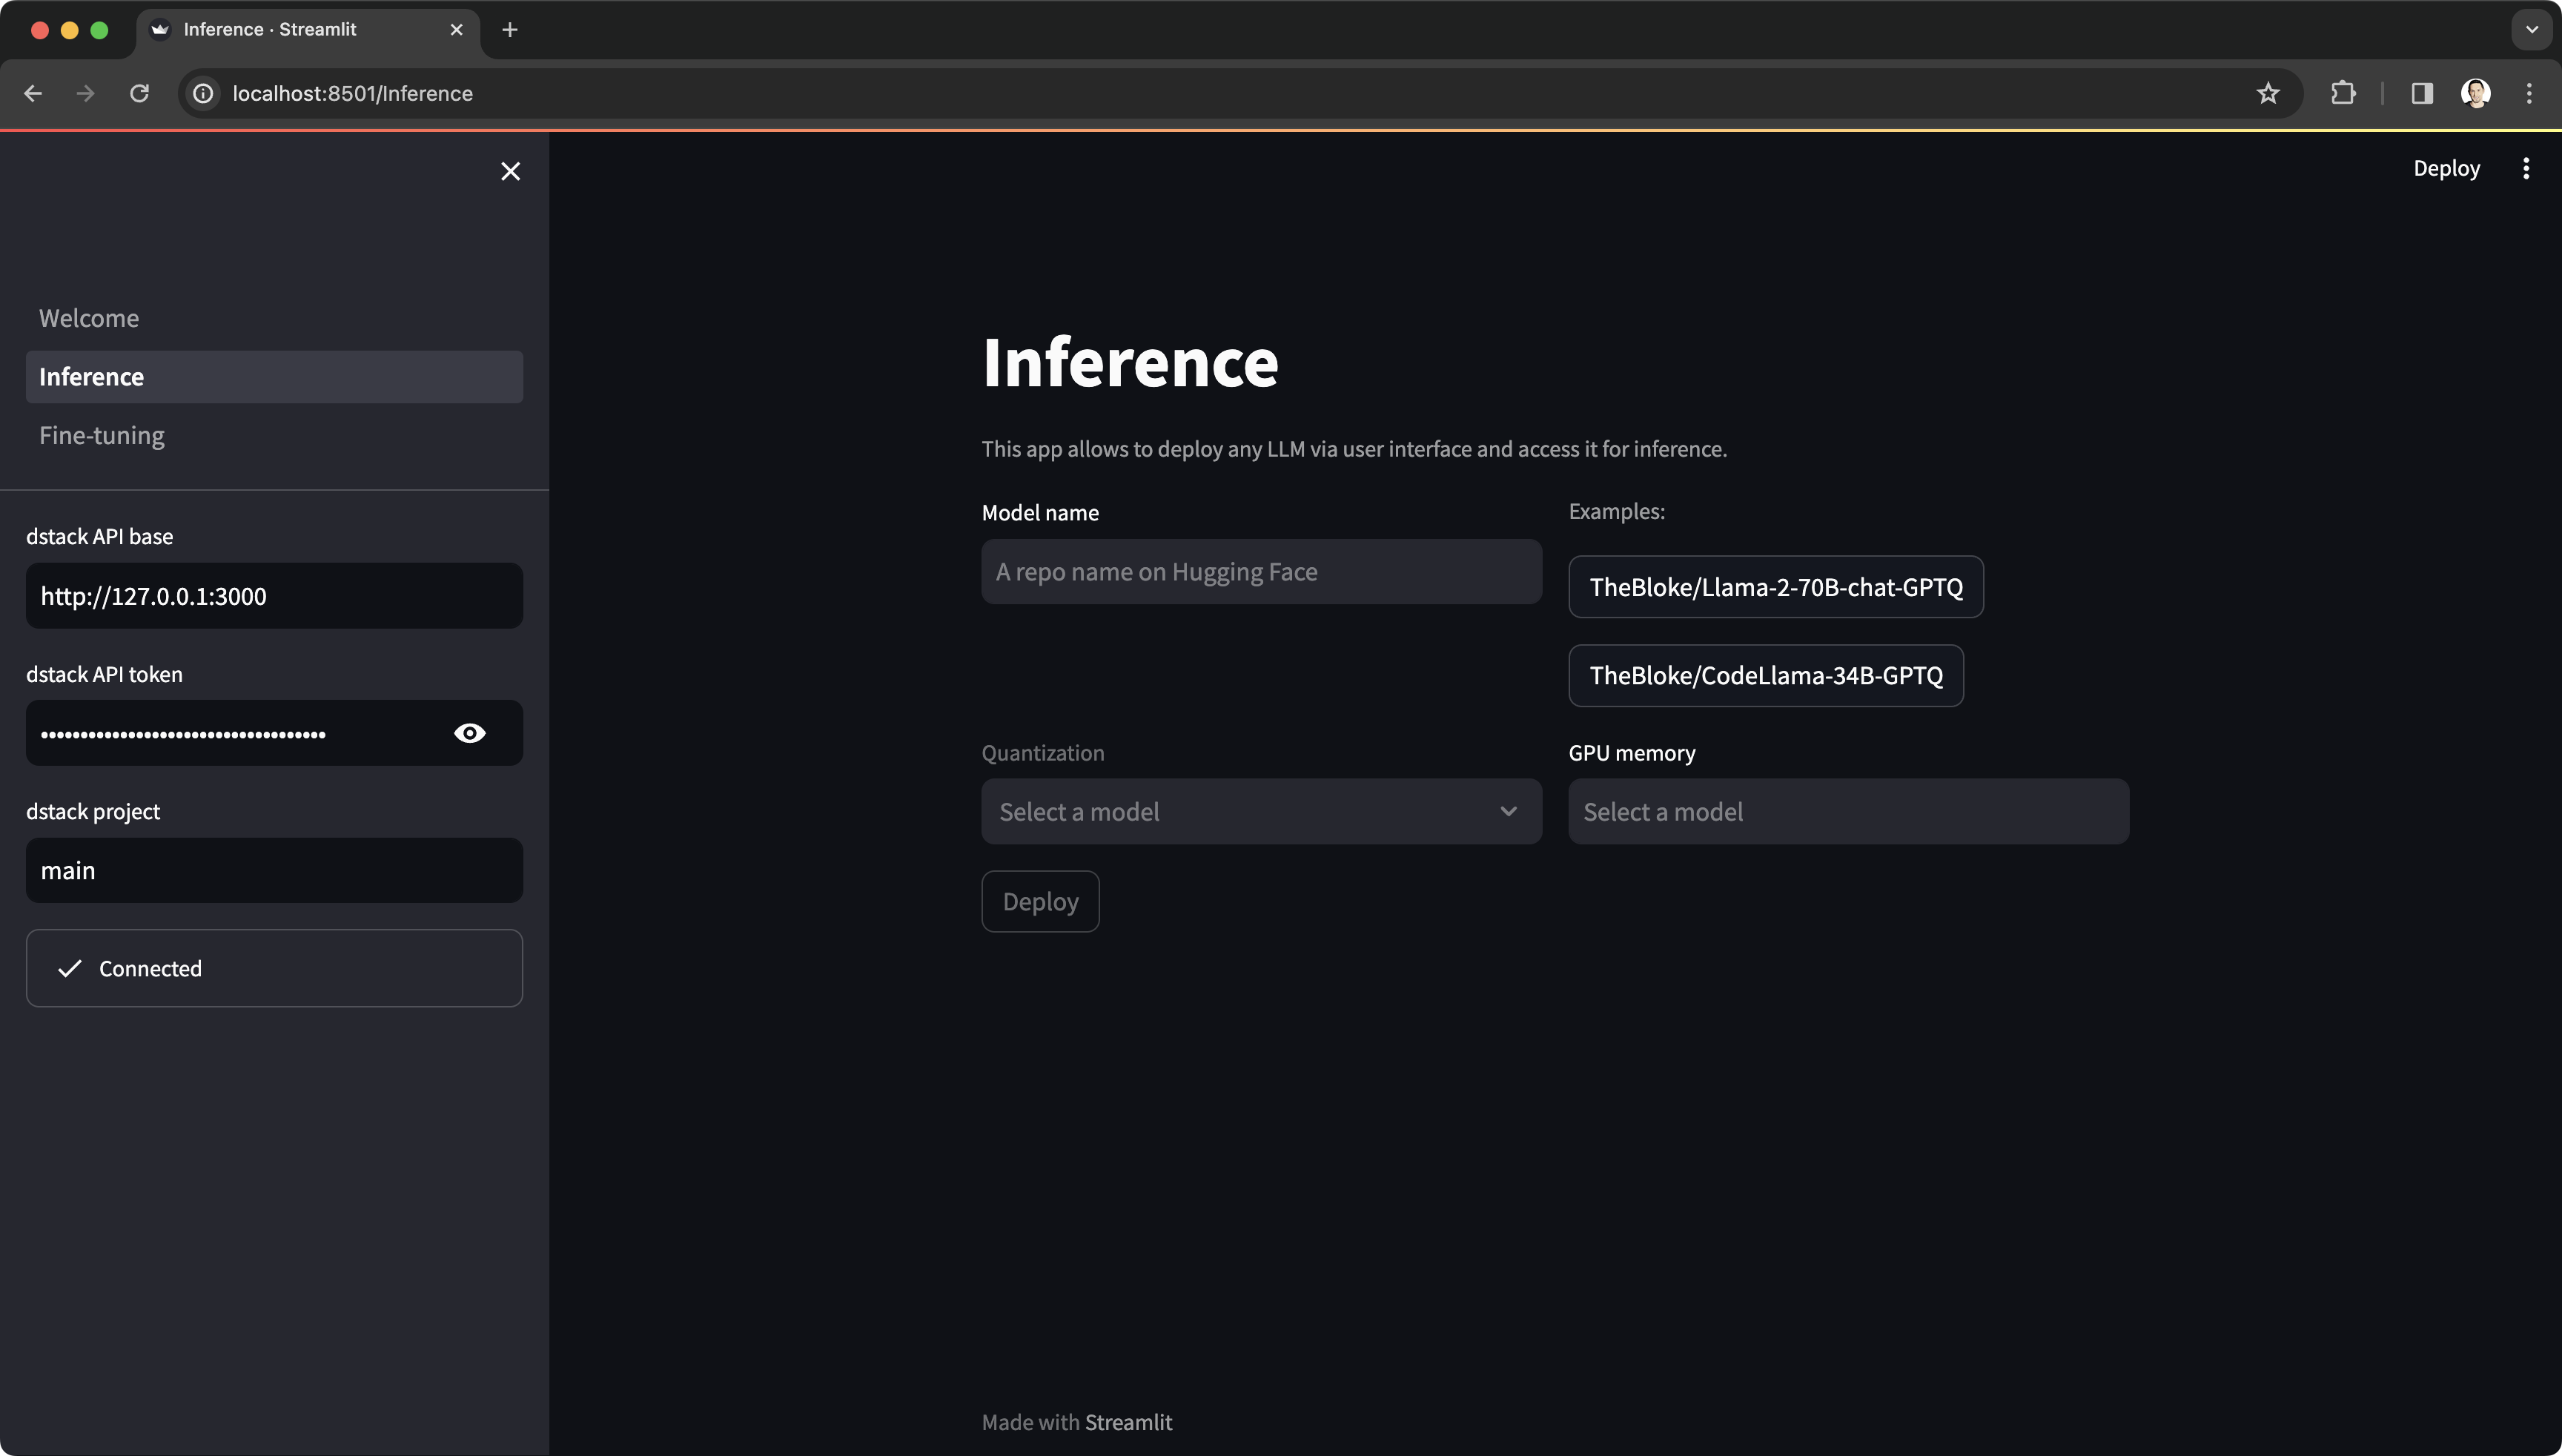 Inference · Streamlit
localhost:8501/Inference
Deploy
Welcome
Inference
Fine-tuning
dstack API base
http://127.0.0.1:3000
dstack API token
••••••••••••••••••••••••••••••••••••
dstack project
main
Connected
Inference
This app allows to deploy any LLM via user interface and access it for inference.
Model name
A repo name on Hugging Face
Examples:
TheBloke/Llama-2-70B-chat-GPTQ
TheBloke/CodeLlama-34B-GPTQ
Quantization
Select a model
GPU memory
Select a model
Deploy
Made with Streamlit